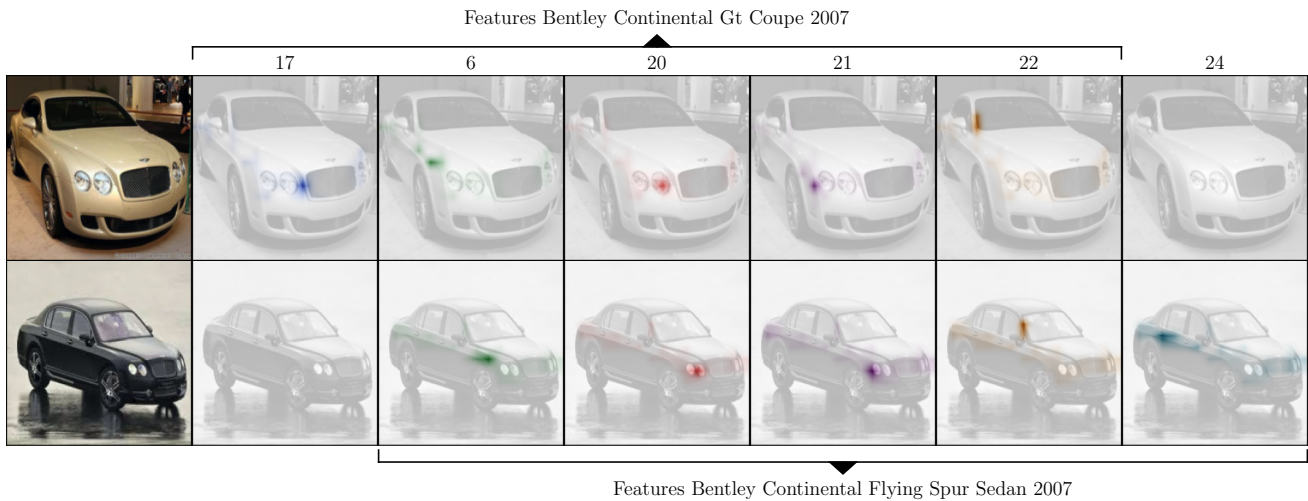 Features Bentley Continental Gt Coupe 2007
17 6 20 21 22 24
Features Bentley Continental Flying Spur Sedan 2007